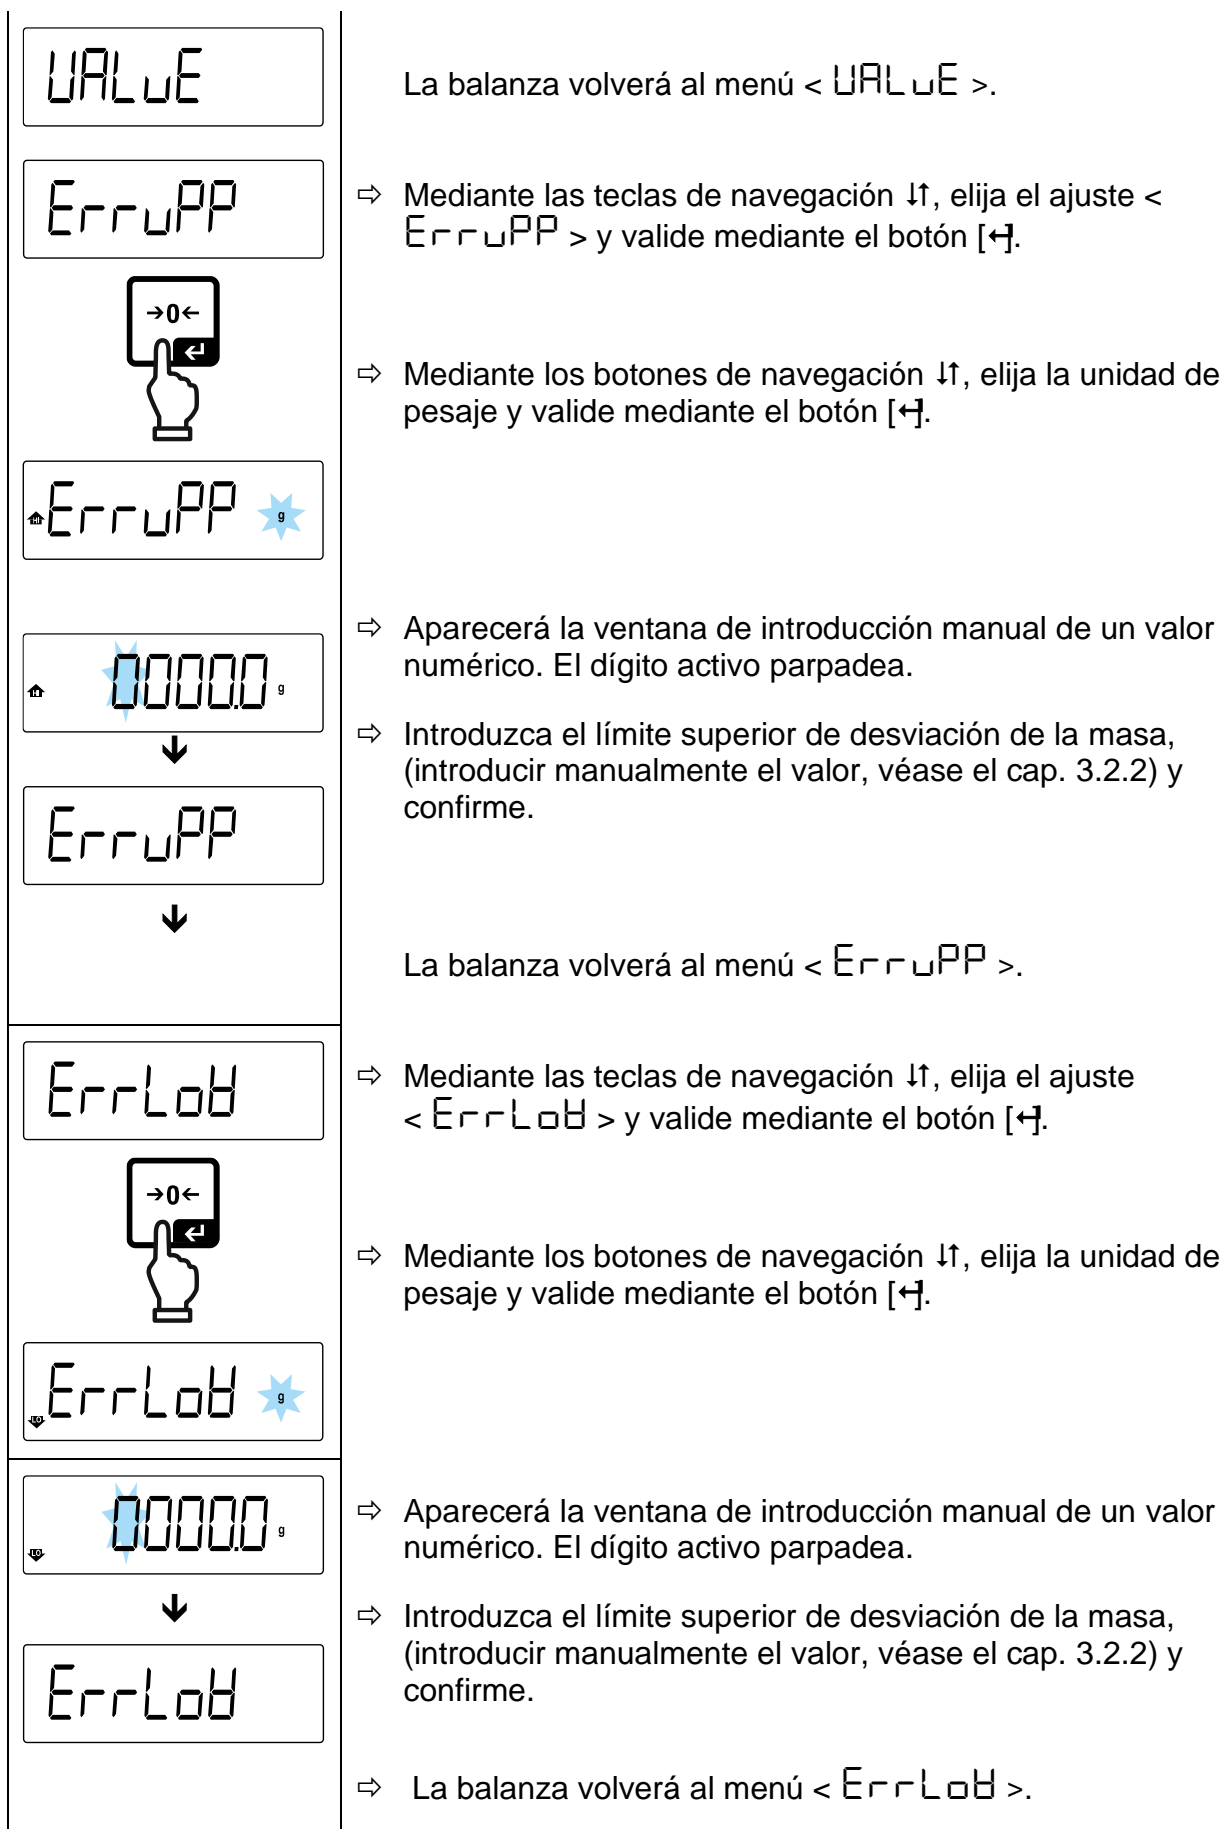 VALuE
La balanza volverá al menú < VALuE >.
ErruPP
⇨ Mediante las teclas de navegación ↓↑, elija el ajuste <
ErruPP > y valide mediante el botón [↵].
→0←
⇨ Mediante los botones de navegación ↓↑, elija la unidad de
pesaje y valide mediante el botón [↵].
HI ErruPP g
⇨ Aparecerá la ventana de introducción manual de un valor
numérico. El dígito activo parpadea.
HI 0000.0 g
⇨ Introduzca el límite superior de desviación de la masa,
(introducir manualmente el valor, véase el cap. 3.2.2) y
confirme.
ErruPP
La balanza volverá al menú < ErruPP >.
ErrLoW
⇨ Mediante las teclas de navegación ↓↑, elija el ajuste
< ErrLoW > y valide mediante el botón [↵].
→0←
⇨ Mediante los botones de navegación ↓↑, elija la unidad de
pesaje y valide mediante el botón [↵].
LO ErrLoW g
LO 0000.0 g
⇨ Aparecerá la ventana de introducción manual de un valor
numérico. El dígito activo parpadea.
⇨ Introduzca el límite superior de desviación de la masa,
(introducir manualmente el valor, véase el cap. 3.2.2) y
confirme.
ErrLoW
⇨ La balanza volverá al menú < ErrLoW >.